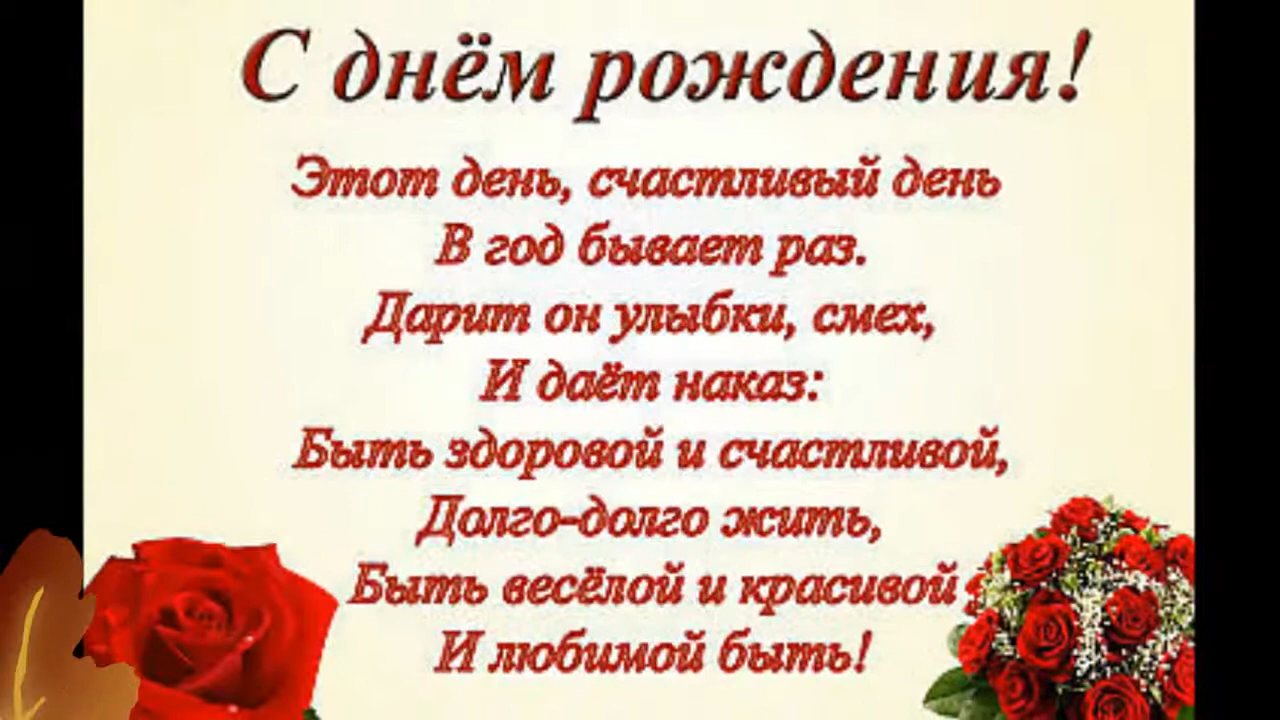 С днём рождения!
Этот день, счастливый день
В год бывает раз.
Дарит он улыбки, смех,
И даёт наказ:
Быть здоровой и счастливой,
Долго-долго жить,
Быть весёлой и красивой,
И любимой быть!